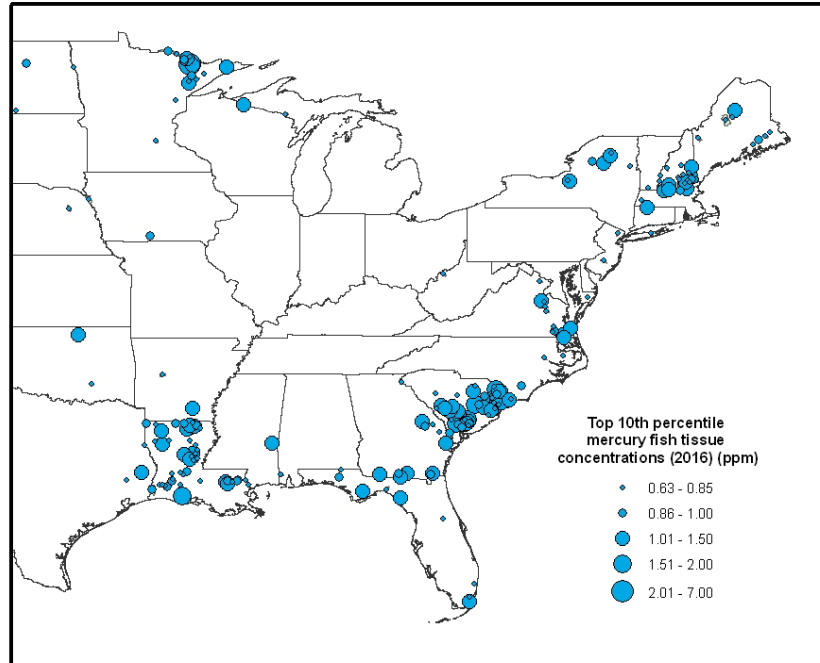 Top 10th percentile
mercury fish tissue
concentrations (2016) (ppm)
0.63 - 0.85
0.86 - 1.00
1.01 - 1.50
1.51 - 2.00
2.01 - 7.00